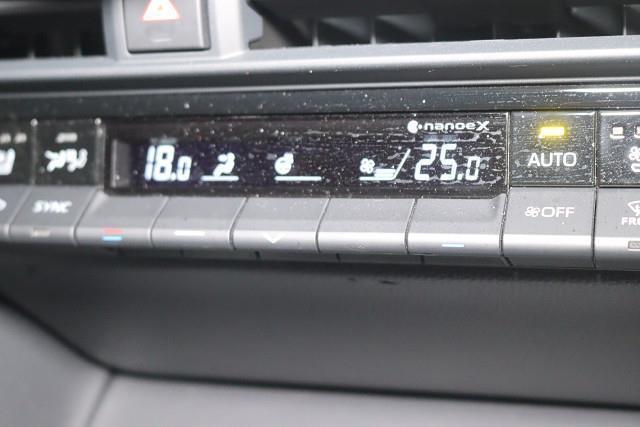 nanoeX
18.0 25.0 AUTO
SYNC OFF